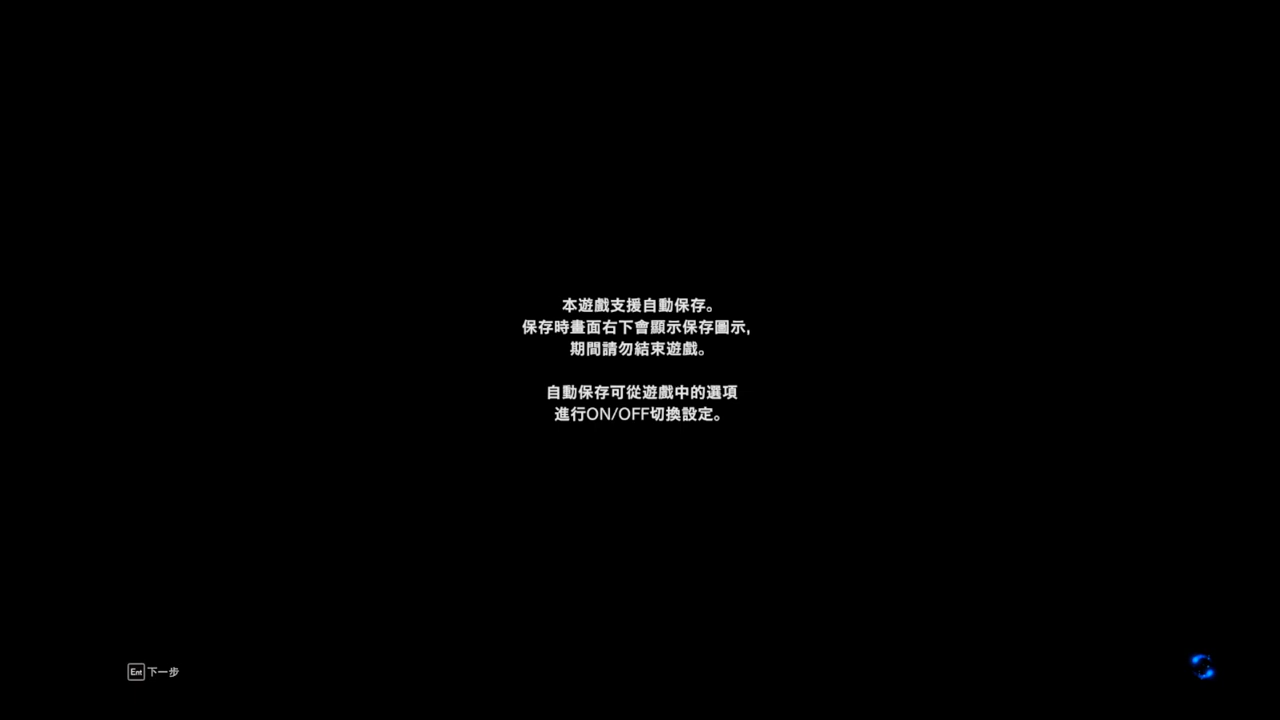 本遊戲支援自動保存。
保存時畫面右下會顯示保存圖示,
期間請勿結束遊戲。
自動保存可從遊戲中的選項
進行ON/OFF切換設定。
Ent 下一步